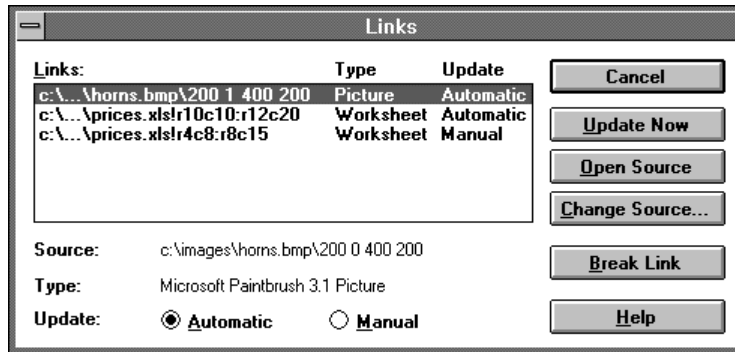 Links
Links: Type Update
c:\...\horns.bmp\200 1 400 200 Picture Automatic
c:\...\prices.xls!r10c10:r12c20 Worksheet Automatic
c:\...\prices.xls!r4c8:r8c15 Worksheet Manual
Cancel
Update Now
Open Source
Change Source...
Break Link
Help
Source: c:\images\horns.bmp\200 0 400 200
Type: Microsoft Paintbrush 3.1 Picture
Update: Automatic Manual